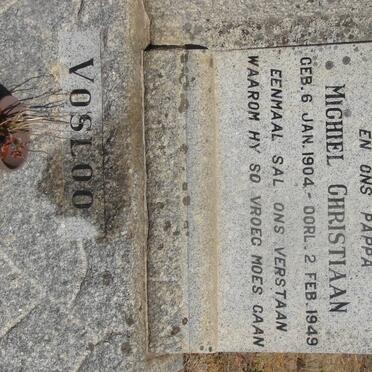 EN ONS PAPPA
MICHIEL CHRISTIAAN
GEB. 6 JAN. 1904 - OORL. 2 FEB. 1949
EENMAAL SAL ONS VERSTAAN
WAAROM HY SO VROEG MOES GAAN
VOSLOO